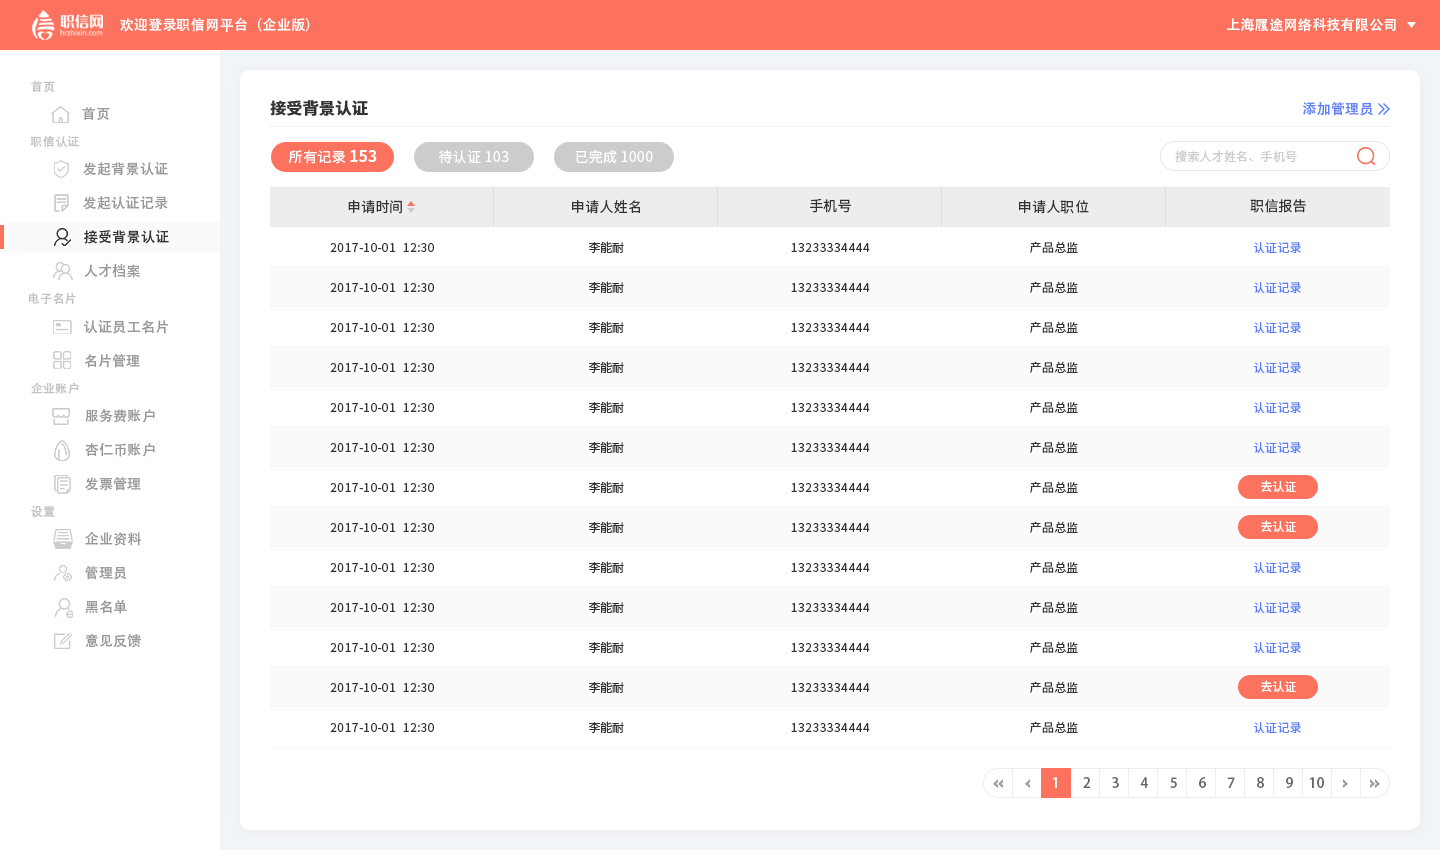 职信网 hrzhixin.com 欢迎登录职信网平台（企业版） 上海履途网络科技有限公司
首页
首页
职信认证
发起背景认证
发起认证记录
接受背景认证
人才档案
电子名片
认证员工名片
名片管理
企业账户
服务费账户
杏仁币账户
发票管理
设置
企业资料
管理员
黑名单
意见反馈
接受背景认证 添加管理员
所有记录 153 待认证 103 已完成 1000 搜索人才姓名、手机号
申请时间 申请人姓名 手机号 申请人职位 职信报告
2017-10-01 12:30 李能耐 13233334444 产品总监 认证记录
2017-10-01 12:30 李能耐 13233334444 产品总监 认证记录
2017-10-01 12:30 李能耐 13233334444 产品总监 认证记录
2017-10-01 12:30 李能耐 13233334444 产品总监 认证记录
2017-10-01 12:30 李能耐 13233334444 产品总监 认证记录
2017-10-01 12:30 李能耐 13233334444 产品总监 认证记录
2017-10-01 12:30 李能耐 13233334444 产品总监 去认证
2017-10-01 12:30 李能耐 13233334444 产品总监 去认证
2017-10-01 12:30 李能耐 13233334444 产品总监 认证记录
2017-10-01 12:30 李能耐 13233334444 产品总监 认证记录
2017-10-01 12:30 李能耐 13233334444 产品总监 认证记录
2017-10-01 12:30 李能耐 13233334444 产品总监 去认证
2017-10-01 12:30 李能耐 13233334444 产品总监 认证记录
1 2 3 4 5 6 7 8 9 10